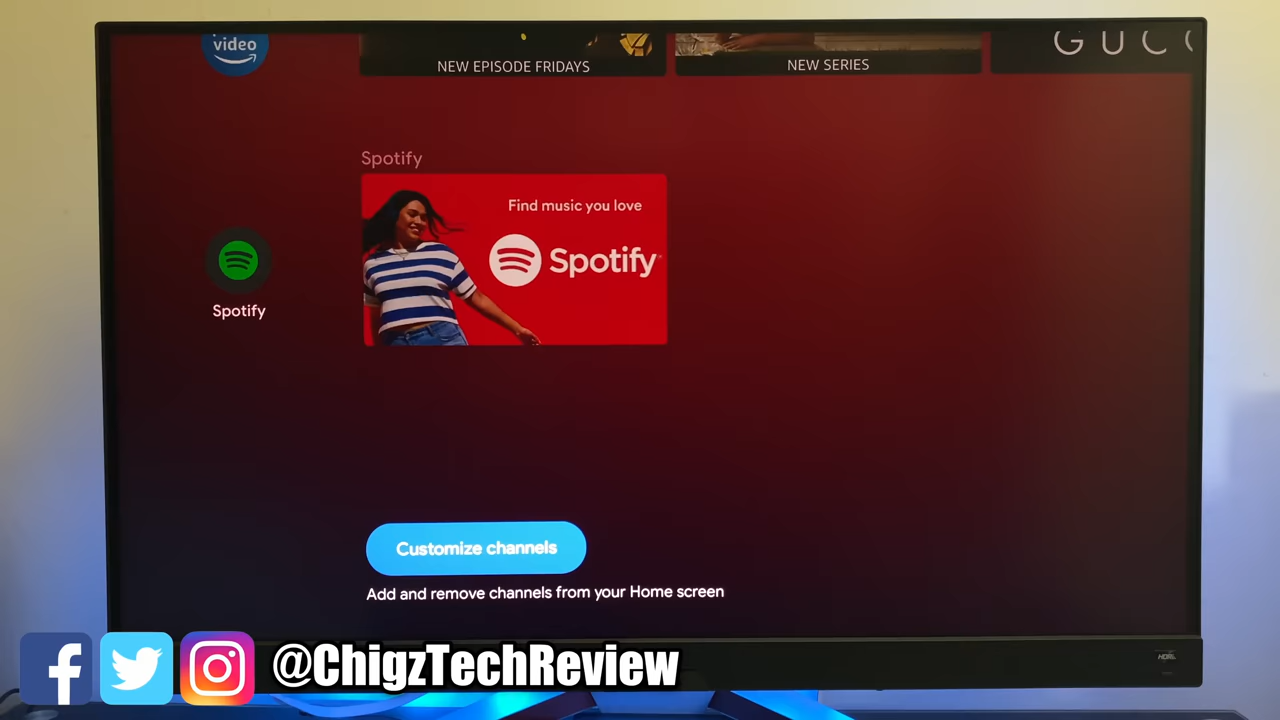 video
NEW EPISODE FRIDAYS
NEW SERIES
GUC
Spotify
Find music you love
Spotify
Spotify
Customize channels
Add and remove channels from your Home screen
@ChigzTechReview